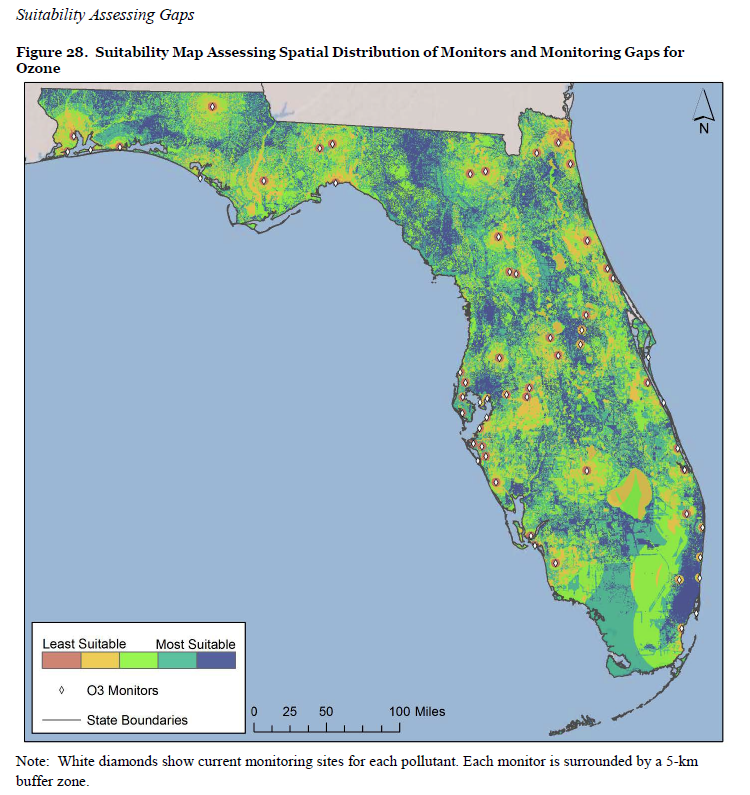 Suitability Assessing Gaps
Figure 28. Suitability Map Assessing Spatial Distribution of Monitors and Monitoring Gaps for
Ozone
N
Least Suitable Most Suitable
O3 Monitors
State Boundaries
0 25 50 100 Miles
Note: White diamonds show current monitoring sites for each pollutant. Each monitor is surrounded by a 5-km
buffer zone.